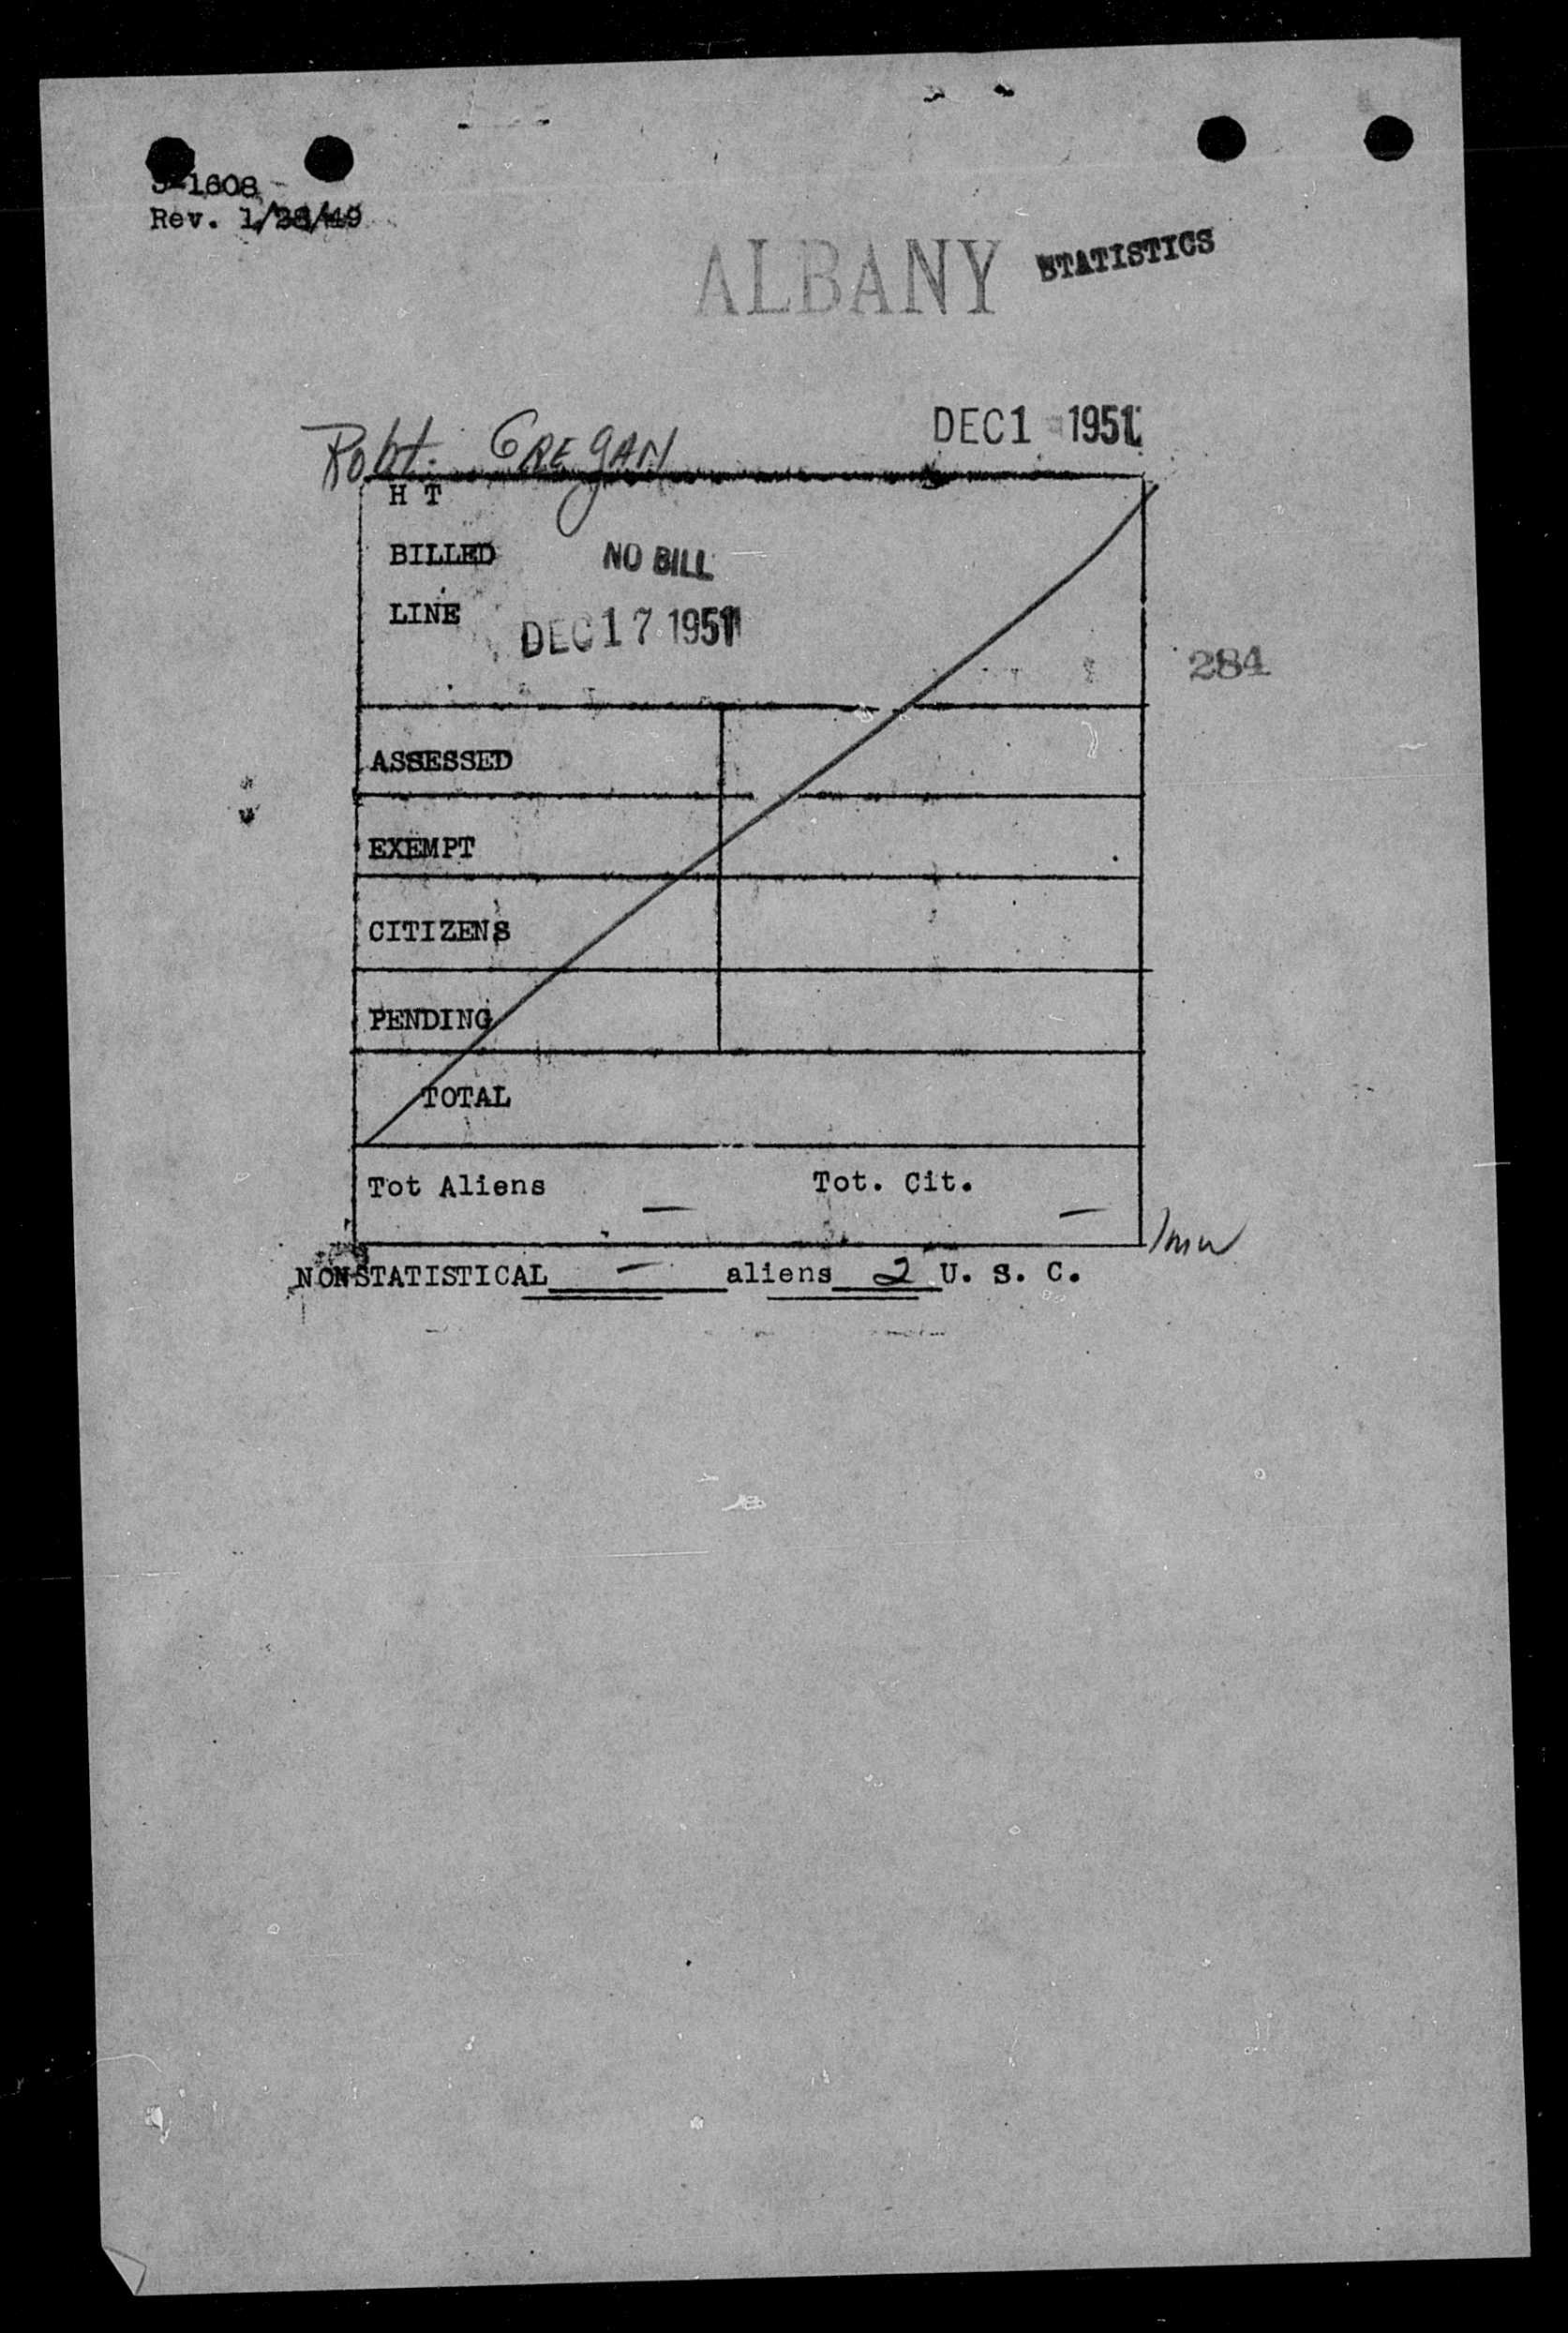 -1608
Rev. 1/28/49
ALBANY STATISTICS
DEC 1 1951
Robt. GREGAN
H T
BILLED NO BILL
LINE DEC 17 1951
284
ASSESSED
EXEMPT
CITIZENS
PENDING
TOTAL
Tot Aliens — Tot. Cit. —
NONSTATISTICAL — aliens 2 U. S. C.